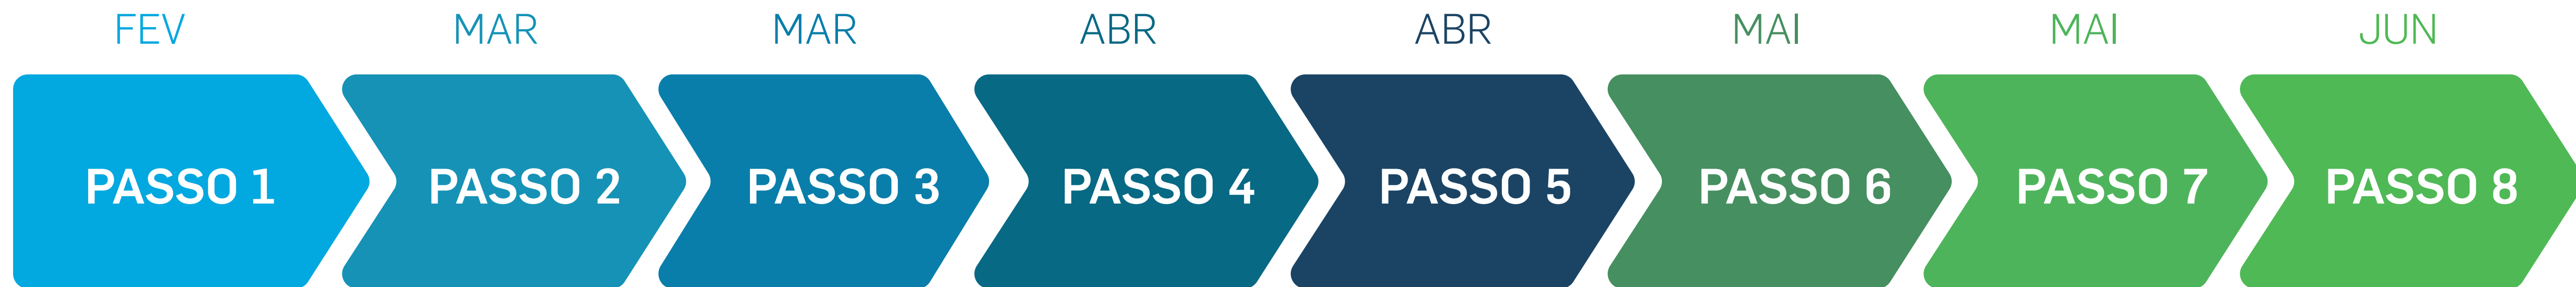 FEV MAR MAR ABR ABR MAI MAI JUN
PASSO 1 PASSO 2 PASSO 3 PASSO 4 PASSO 5 PASSO 6 PASSO 7 PASSO 8